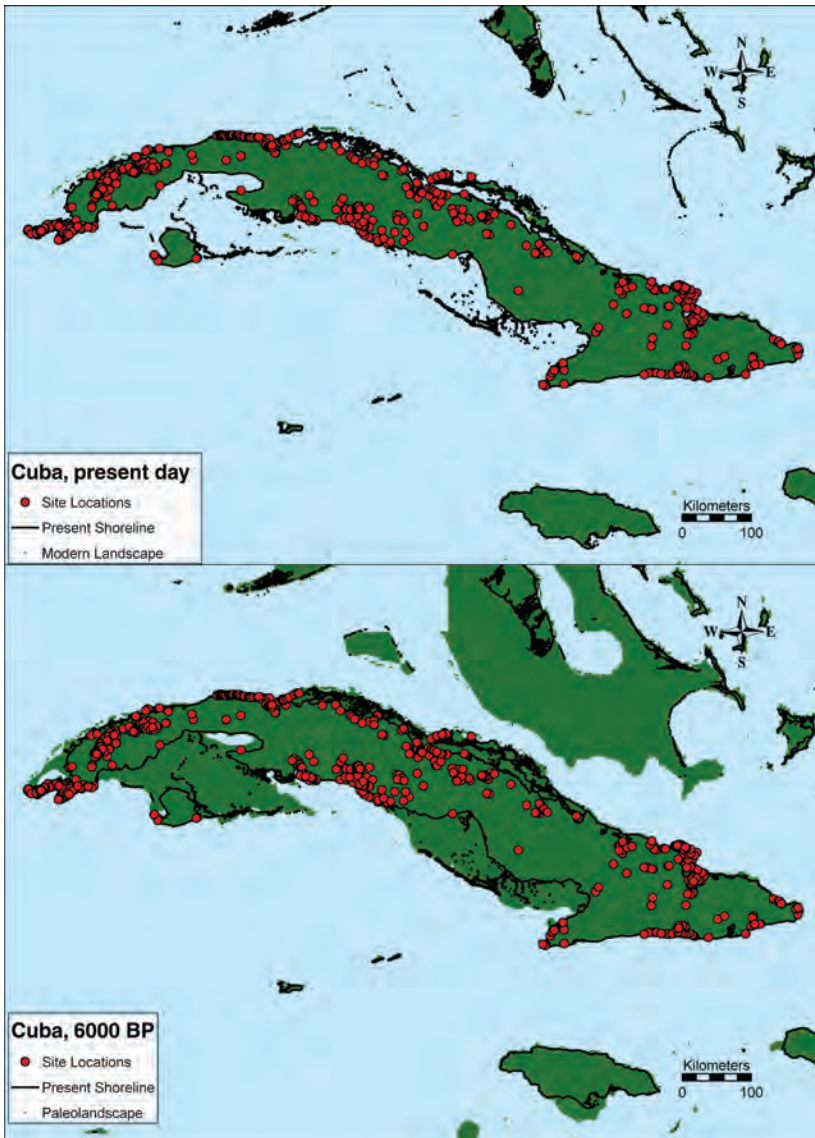 N
W E
S
Cuba, present day
Site Locations
Present Shoreline
Modern Landscape
Kilometers
0 100
N
W E
S
Cuba, 6000 BP
Site Locations
Present Shoreline
Paleolandscape
Kilometers
0 100